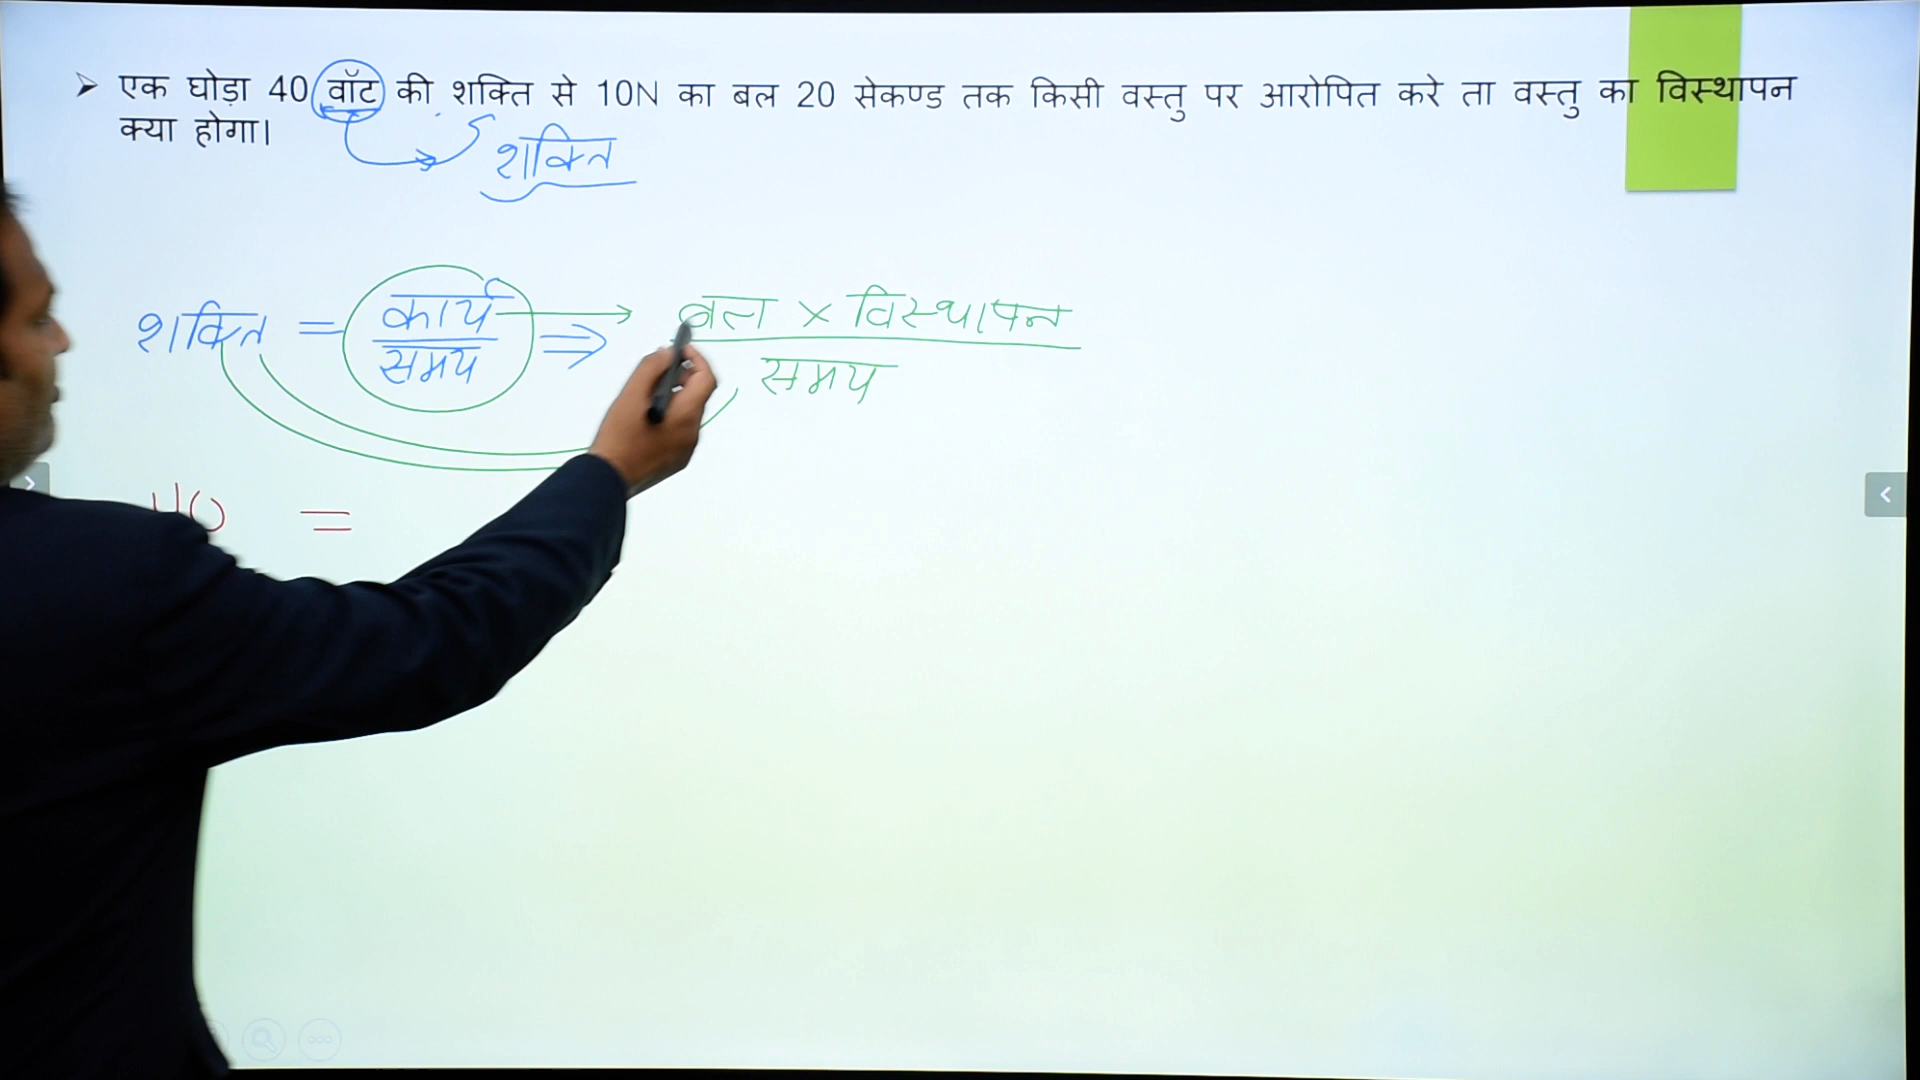 ➢ एक घोड़ा 40 वॉट की शक्ति से 10N का बल 20 सेकण्ड तक किसी वस्तु पर आरोपित करे ता वस्तु का विस्थापन
क्या होगा।
शक्ति
शक्ति = कार्य/समय ⇒ बल × विस्थापन/समय
40 =